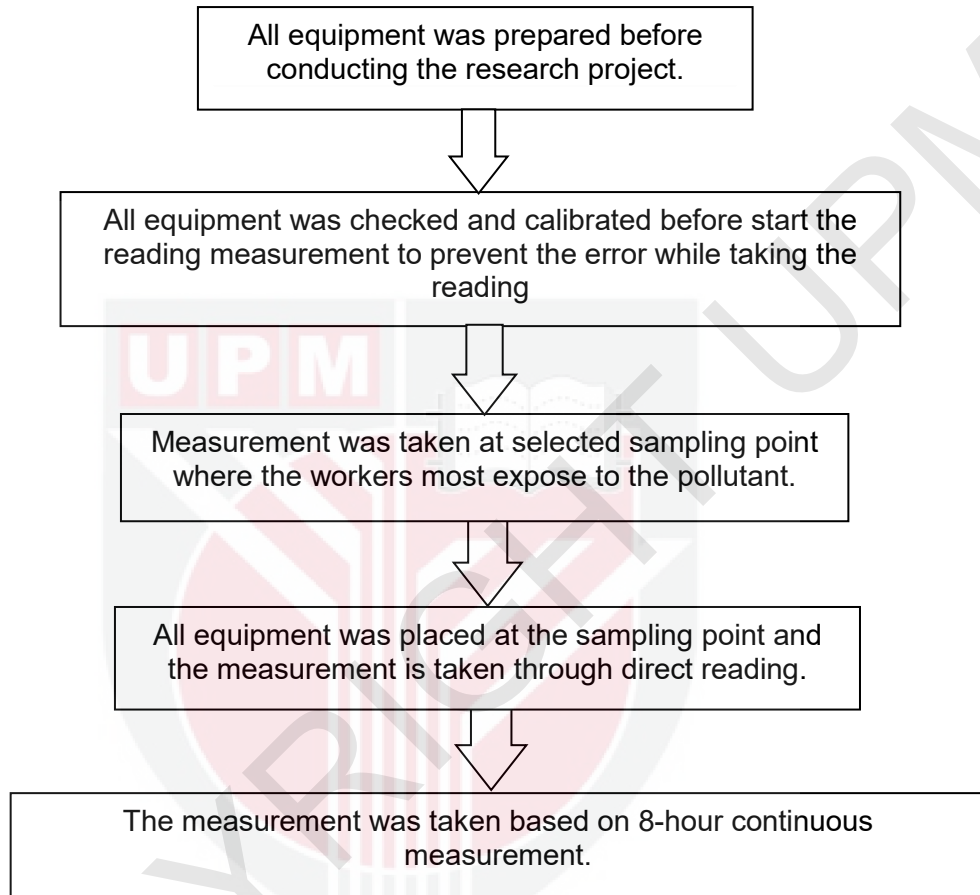 All equipment was prepared before
conducting the research project.
All equipment was checked and calibrated before start the
reading measurement to prevent the error while taking the
reading
UPM
Measurement was taken at selected sampling point
where the workers most expose to the pollutant.
All equipment was placed at the sampling point and
the measurement is taken through direct reading.
The measurement was taken based on 8-hour continuous
measurement.
YRIGHT UPM